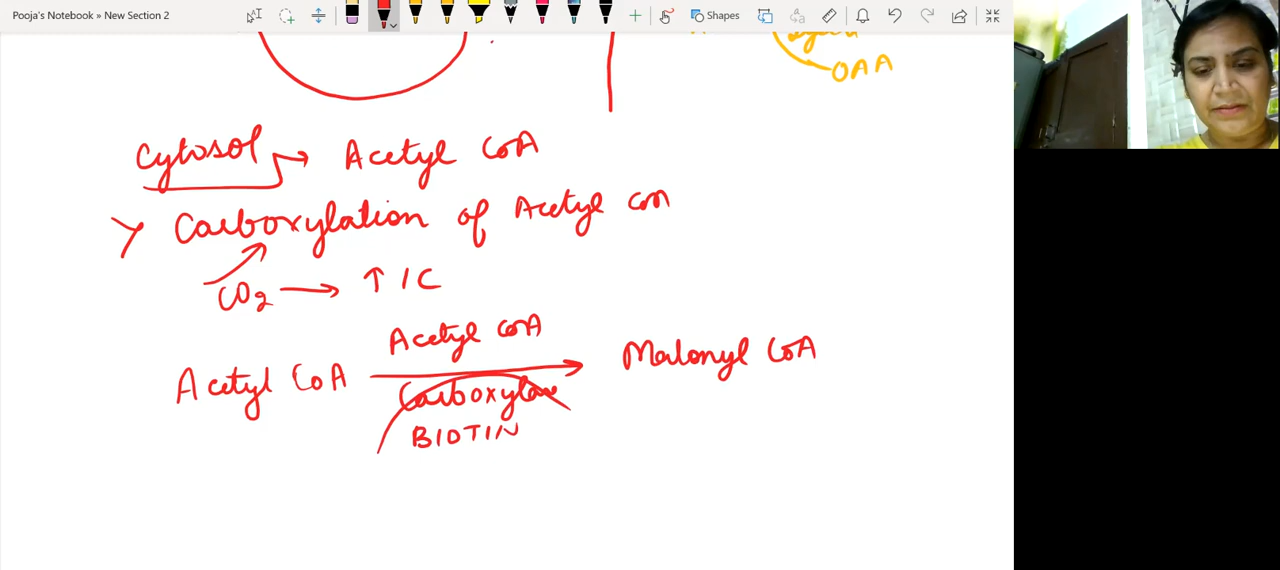 Pooja's Notebook » New Section 2
Shapes
OAA
Cytosol → Acetyl CoA
> Carboxylation of Acetyl CoA
CO2 → ↑ 1C
Acetyl CoA
Acetyl CoA → Malonyl CoA
Carboxylase
BIOTIN